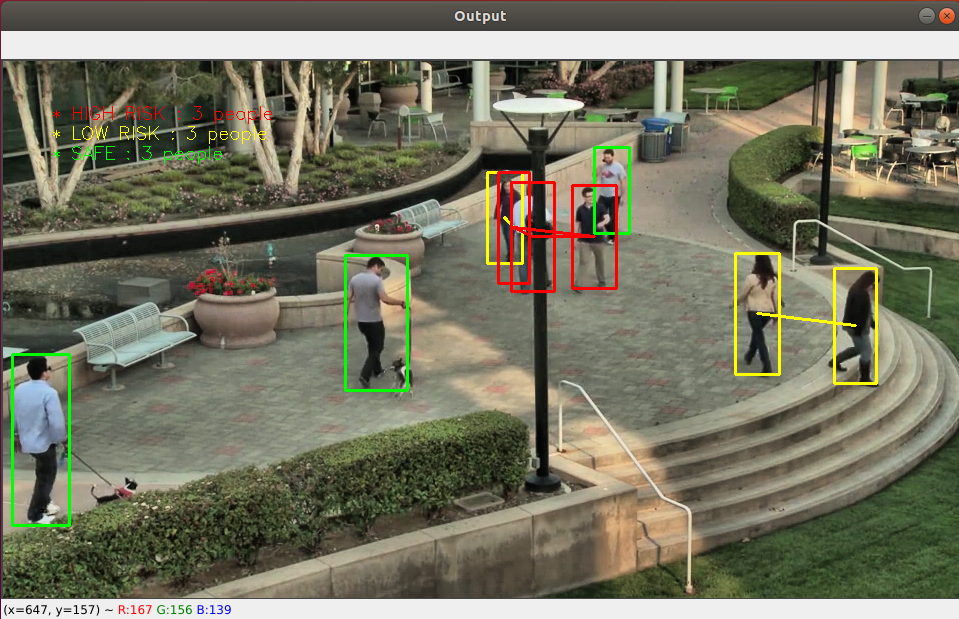 Output
* HIGH RISK : 3 people
* LOW RISK : 3 people
* SAFE : 3 people
(x=647, y=157) ~ R:167 G:156 B:139